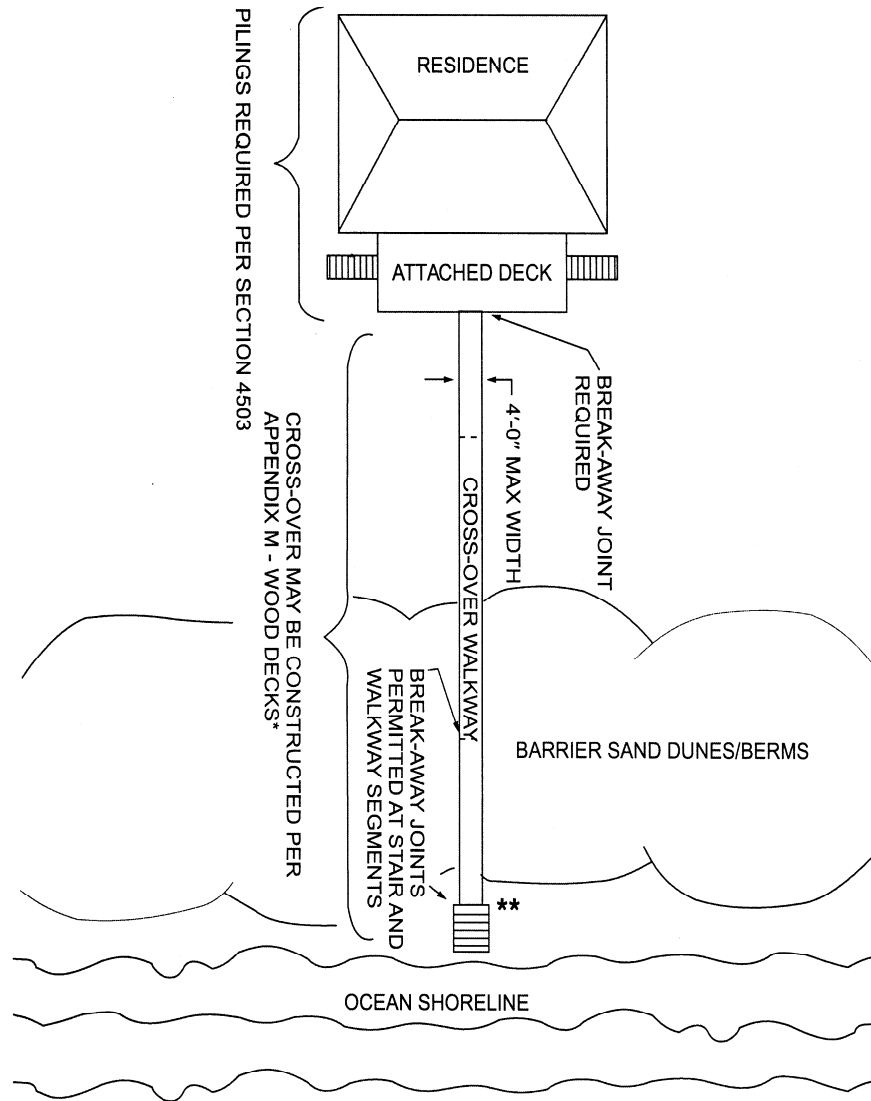 RESIDENCE
ATTACHED DECK
PILINGS REQUIRED PER SECTION 4503
BREAK-AWAY JOINT
REQUIRED
4'-0" MAX WIDTH
CROSS-OVER WALKWAY
CROSS-OVER MAY BE CONSTRUCTED PER
APPENDIX M - WOOD DECKS*
BREAK-AWAY JOINTS
PERMITTED AT STAIR AND
WALKWAY SEGMENTS
BARRIER SAND DUNES/BERMS
**
OCEAN SHORELINE